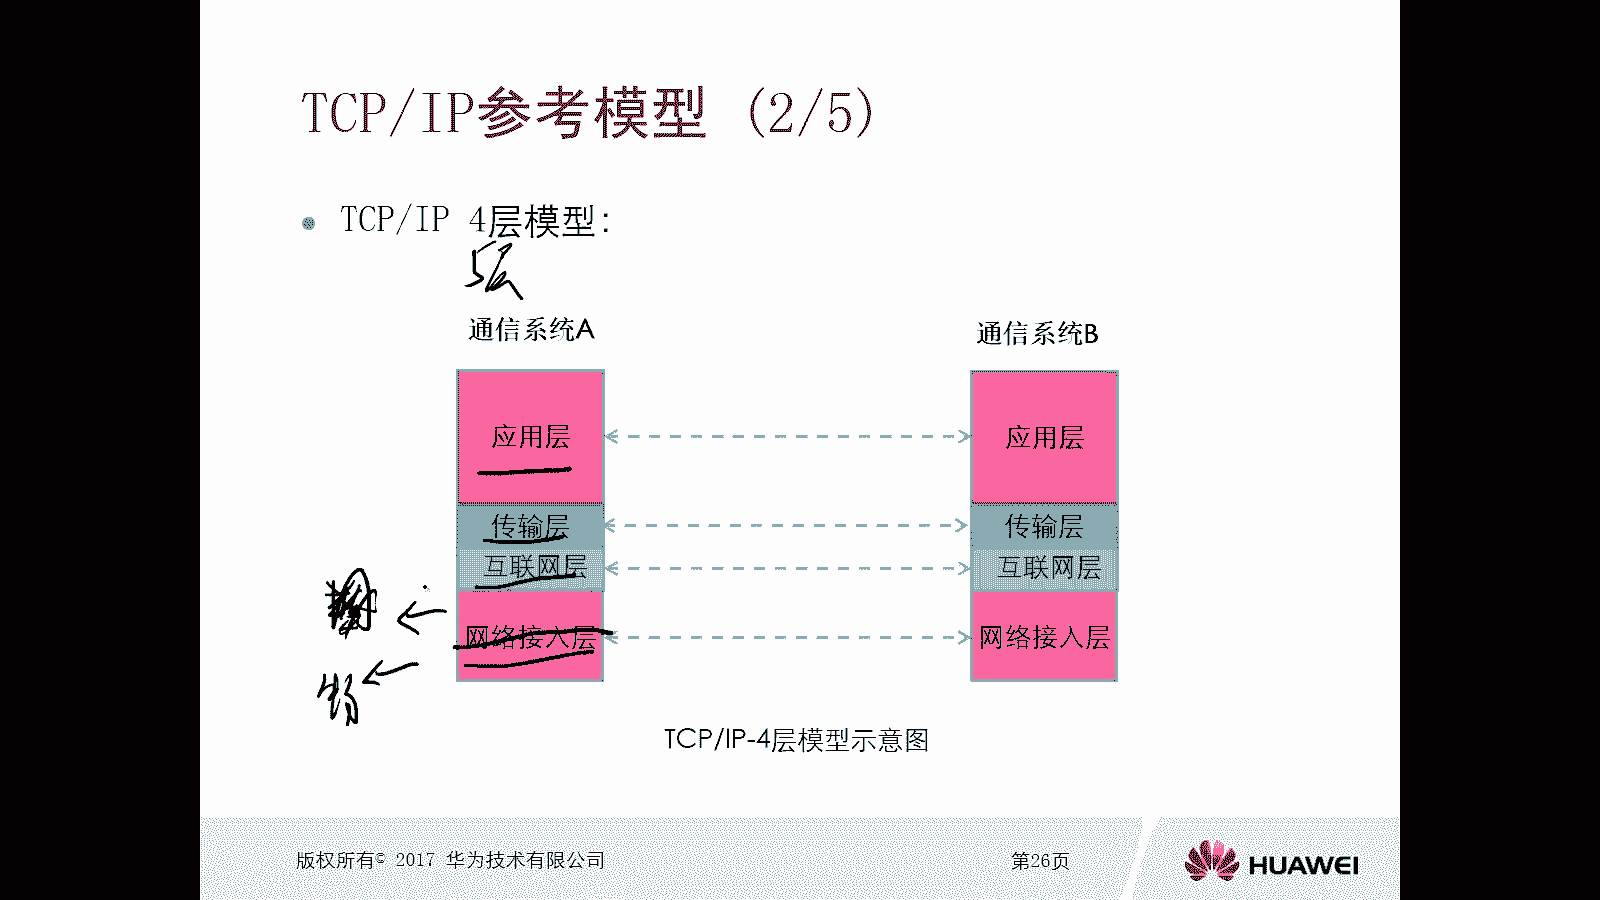 TCP/IP参考模型 (2/5)
TCP/IP 4层模型:
5层
通信系统A
通信系统B
应用层
应用层
传输层
传输层
互联网层
互联网层
网络接入层
网络接入层
物
TCP/IP-4层模型示意图
版权所有© 2017 华为技术有限公司
第26页
HUAWEI